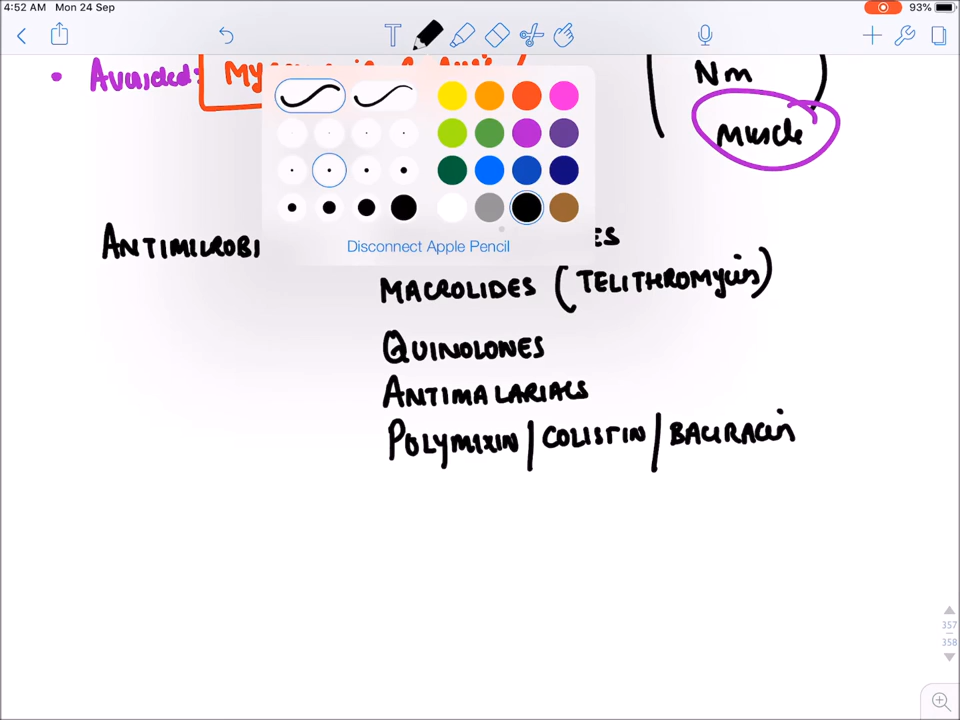 4:52 AM Mon 24 Sep 93%
T
• Avoided:
Nm
Muscle
Disconnect Apple Pencil
ANTIMICROBI ES
MACROLIDES (TELITHROMYCIN)
QUINOLONES
ANTIMALARIALS
POLYMIXIN / COLISTIN / BACIRACIN
357
358